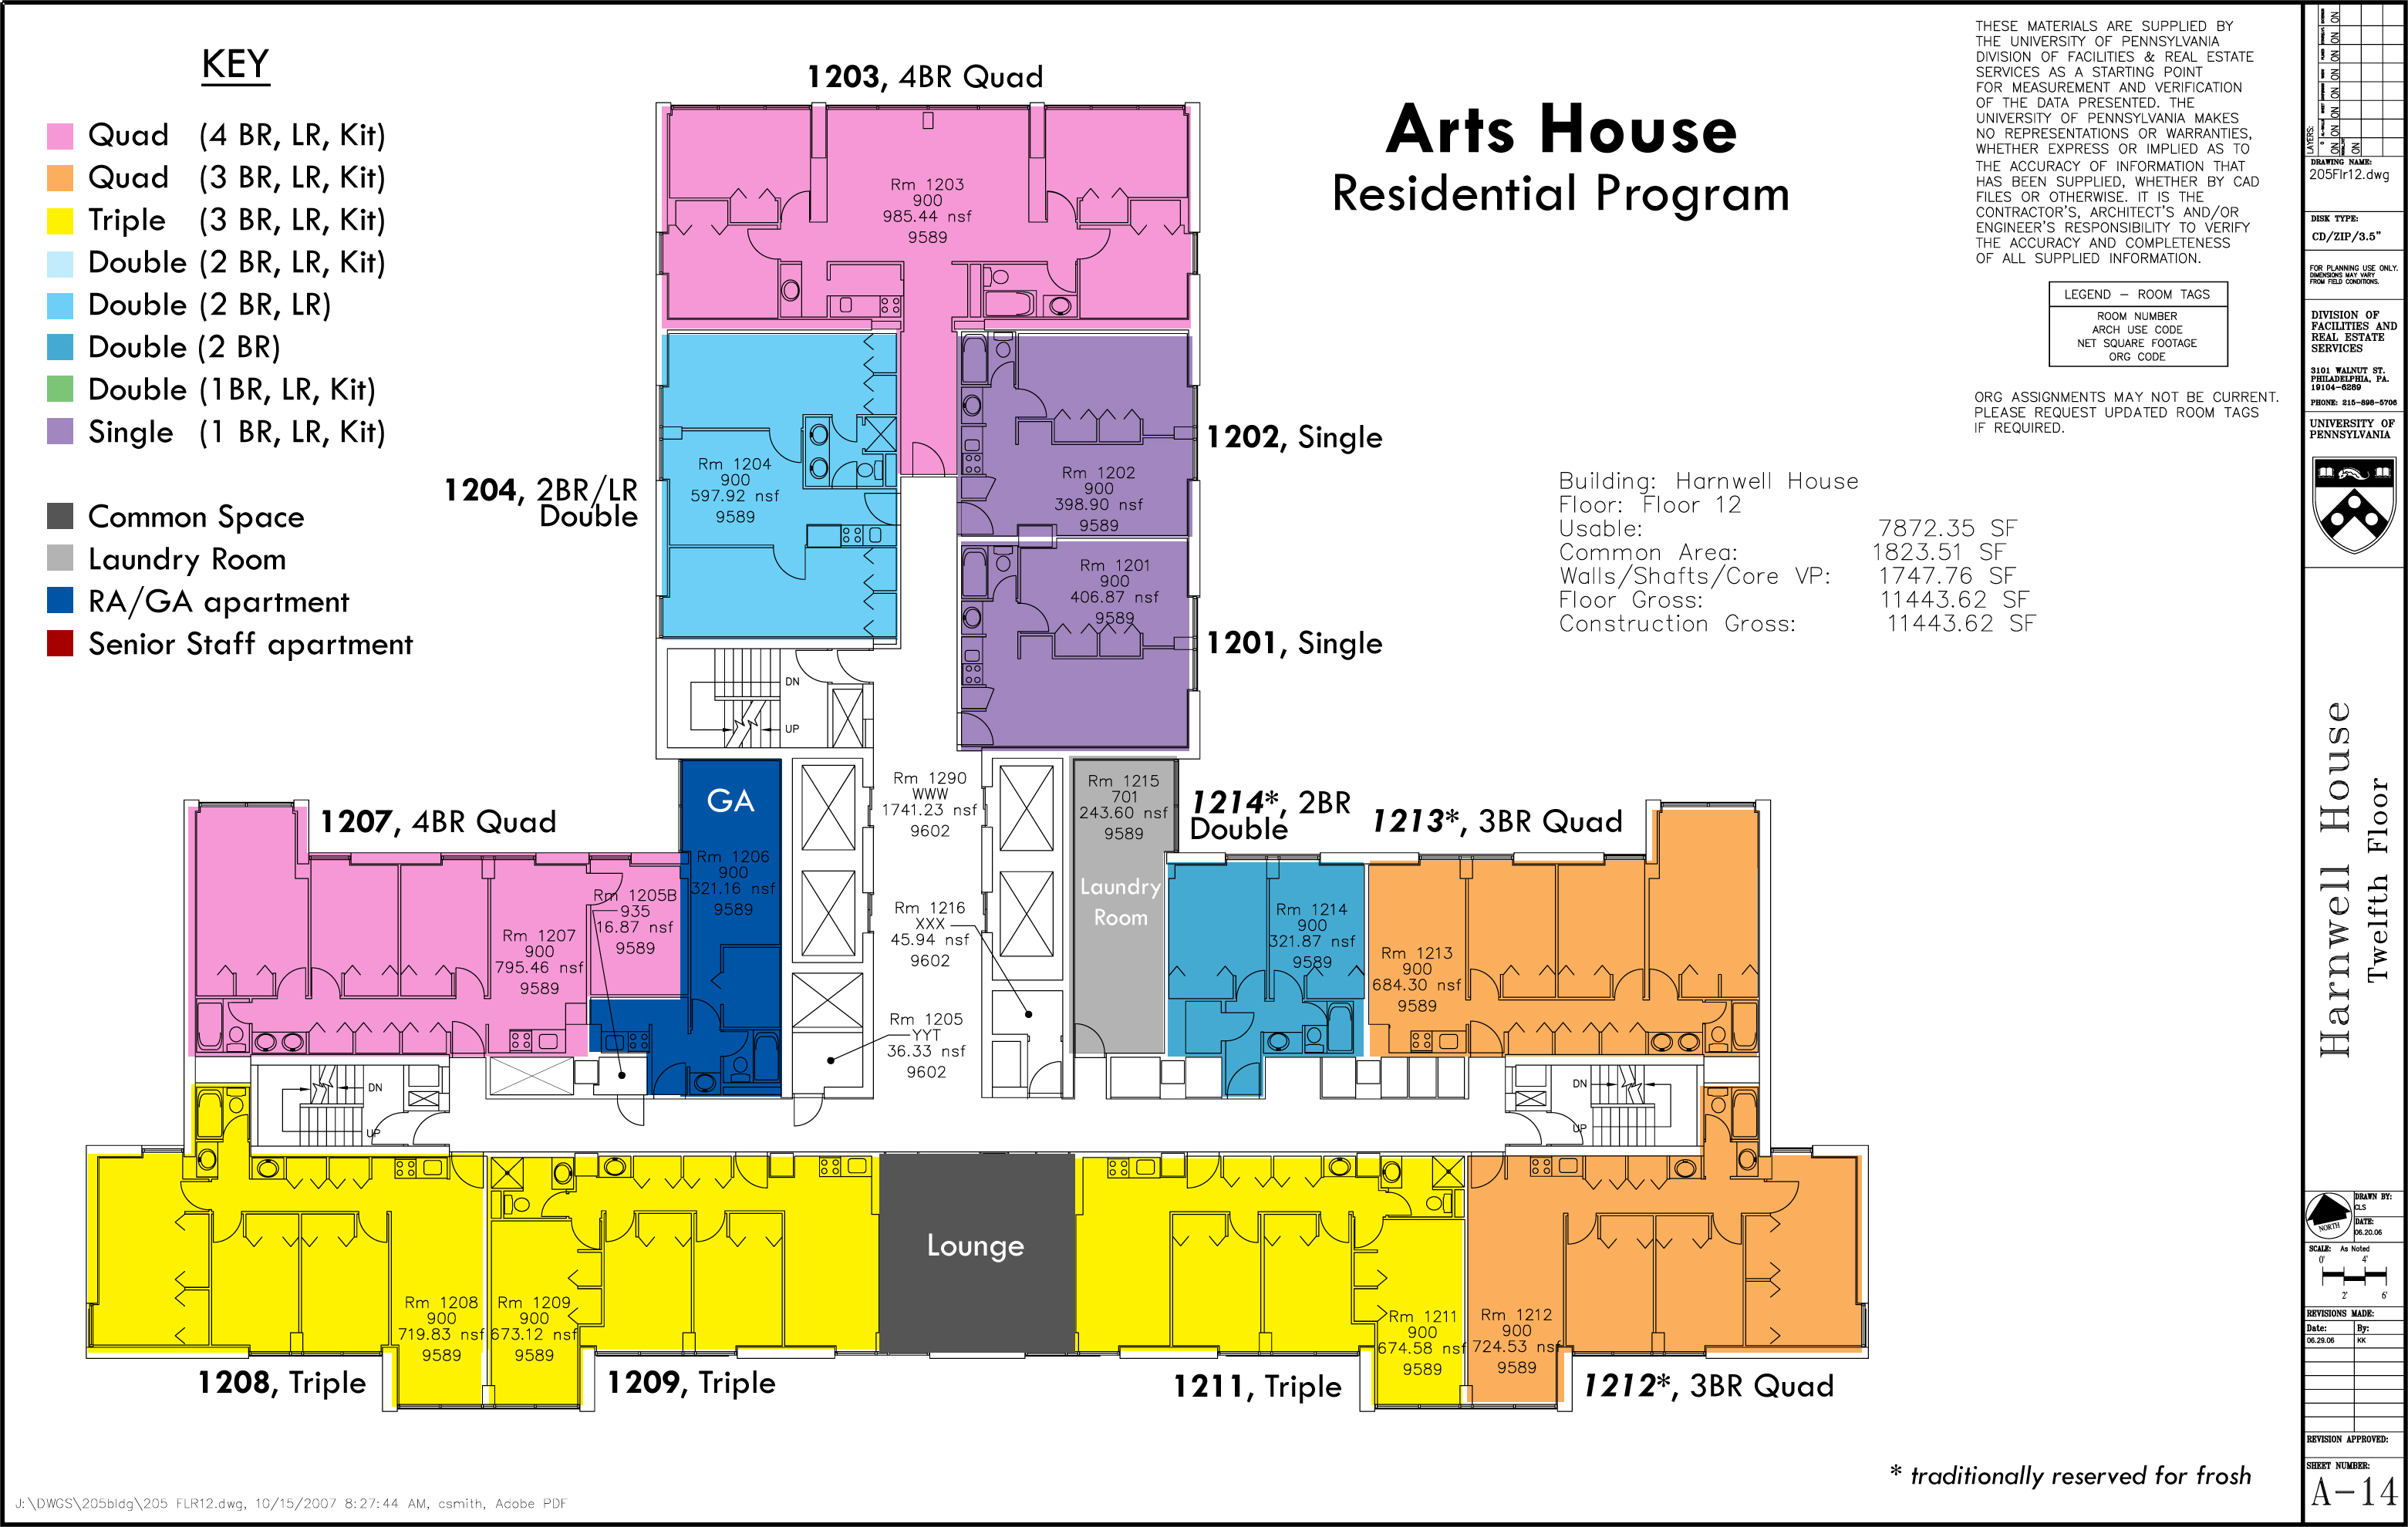 KEY
Quad (4 BR, LR, Kit)
Quad (3 BR, LR, Kit)
Triple (3 BR, LR, Kit)
Double (2 BR, LR, Kit)
Double (2 BR, LR)
Double (2 BR)
Double (1BR, LR, Kit)
Single (1 BR, LR, Kit)
Common Space
Laundry Room
RA/GA apartment
Senior Staff apartment
Arts House
Residential Program
THESE MATERIALS ARE SUPPLIED BY
THE UNIVERSITY OF PENNSYLVANIA
DIVISION OF FACILITIES & REAL ESTATE
SERVICES AS A STARTING POINT
FOR MEASUREMENT AND VERIFICATION
OF THE DATA PRESENTED. THE
UNIVERSITY OF PENNSYLVANIA MAKES
NO REPRESENTATIONS OR WARRANTIES,
WHETHER EXPRESS OR IMPLIED AS TO
THE ACCURACY OF INFORMATION THAT
HAS BEEN SUPPLIED, WHETHER BY CAD
FILES OR OTHERWISE. IT IS THE
CONTRACTOR'S, ARCHITECT'S AND/OR
ENGINEER'S RESPONSIBILITY TO VERIFY
THE ACCURACY AND COMPLETENESS
OF ALL SUPPLIED INFORMATION.
LEGEND – ROOM TAGS
ROOM NUMBER
ARCH USE CODE
NET SQUARE FOOTAGE
ORG CODE
ORG ASSIGNMENTS MAY NOT BE CURRENT.
PLEASE REQUEST UPDATED ROOM TAGS
IF REQUIRED.
Building: Harnwell House
Floor: Floor 12
Usable: 7872.35 SF
Common Area: 1823.51 SF
Walls/Shafts/Core VP: 1747.76 SF
Floor Gross: 11443.62 SF
Construction Gross: 11443.62 SF
1203, 4BR Quad
Rm 1203
900
985.44 nsf
9589
1204, 2BR/LR
Double
Rm 1204
900
597.92 nsf
9589
1202, Single
Rm 1202
900
398.90 nsf
9589
1201, Single
Rm 1201
900
406.87 nsf
9589
DN
UP
1207, 4BR Quad
Rm 1207
900
795.46 nsf
9589
Rm 1205B
935
16.87 nsf
9589
GA
Rm 1206
900
321.16 nsf
9589
Rm 1290
WWW
1741.23 nsf
9602
Rm 1216
XXX
45.94 nsf
9602
Rm 1205
YYT
36.33 nsf
9602
Rm 1215
701
243.60 nsf
9589
Laundry
Room
1214*, 2BR
Double
Rm 1214
900
321.87 nsf
9589
1213*, 3BR Quad
Rm 1213
900
684.30 nsf
9589
DN
UP
DN
UP
Rm 1208
900
719.83 nsf
9589
1208, Triple
Rm 1209
900
673.12 nsf
9589
1209, Triple
Lounge
Rm 1211
900
674.58 nsf
9589
1211, Triple
Rm 1212
900
724.53 nsf
9589
1212*, 3BR Quad
* traditionally reserved for frosh
J:\DWGS\205bldg\205 FLR12.dwg, 10/15/2007 8:27:44 AM, csmith, Adobe PDF
LAYERS:
ON ON ON ON ON
ON
ON
DRAWING NAME:
205Flr12.dwg
DISK TYPE:
CD/ZIP/3.5"
FOR PLANNING USE ONLY.
DIMENSIONS MAY VARY
FROM FIELD CONDITIONS.
DIVISION OF
FACILITIES AND
REAL ESTATE
SERVICES
3101 WALNUT ST.
PHILADELPHIA, PA.
19104-6289
PHONE: 215-898-5706
UNIVERSITY OF
PENNSYLVANIA
Harnwell House
Twelfth Floor
NORTH
DRAWN BY:
CLS
DATE:
06.20.06
SCALE: As Noted
0' 4'
2' 6'
REVISIONS MADE:
Date: By:
06.29.06 KK
REVISION APPROVED:
SHEET NUMBER:
A-14